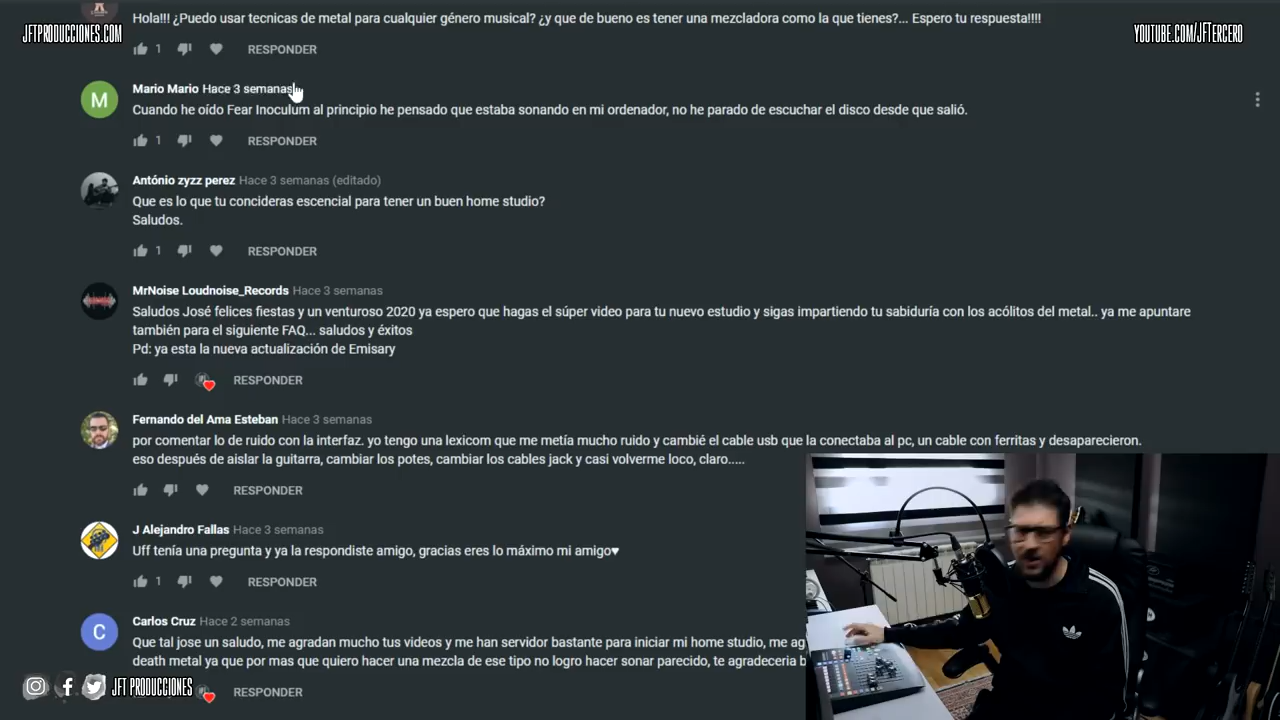 Hola!!! ¿Puedo usar tecnicas de metal para cualquier género musical? ¿y que de bueno es tener una mezcladora como la que tienes?... Espero tu respuesta!!!!
JFTPRODUCCIONES.COM
YOUTUBE.COM/JFTERCERO
1 RESPONDER
Mario Mario Hace 3 semanas
Cuando he oído Fear Inoculum al principio he pensado que estaba sonando en mi ordenador, no he parado de escuchar el disco desde que salió.
1 RESPONDER
António zyzz perez Hace 3 semanas (editado)
Que es lo que tu concideras escencial para tener un buen home studio?
Saludos.
1 RESPONDER
MrNoise Loudnoise_Records Hace 3 semanas
Saludos José felices fiestas y un venturoso 2020 ya espero que hagas el súper video para tu nuevo estudio y sigas impartiendo tu sabiduría con los acólitos del metal.. ya me apuntare
también para el siguiente FAQ... saludos y éxitos
Pd: ya esta la nueva actualización de Emisary
RESPONDER
Fernando del Ama Esteban Hace 3 semanas
por comentar lo de ruido con la interfaz. yo tengo una lexicom que me metía mucho ruido y cambié el cable usb que la conectaba al pc, un cable con ferritas y desaparecieron.
eso después de aislar la guitarra, cambiar los potes, cambiar los cables jack y casi volverme loco, claro.....
RESPONDER
J Alejandro Fallas Hace 3 semanas
Uff tenía una pregunta y ya la respondiste amigo, gracias eres lo máximo mi amigo♥
1 RESPONDER
C
Carlos Cruz Hace 2 semanas
Que tal jose un saludo, me agradan mucho tus videos y me han servidor bastante para iniciar mi home studio, me ag
death metal ya que por mas que quiero hacer una mezcla de ese tipo no logro hacer sonar parecido, te agradeceria b
JFT PRODUCCIONES
RESPONDER